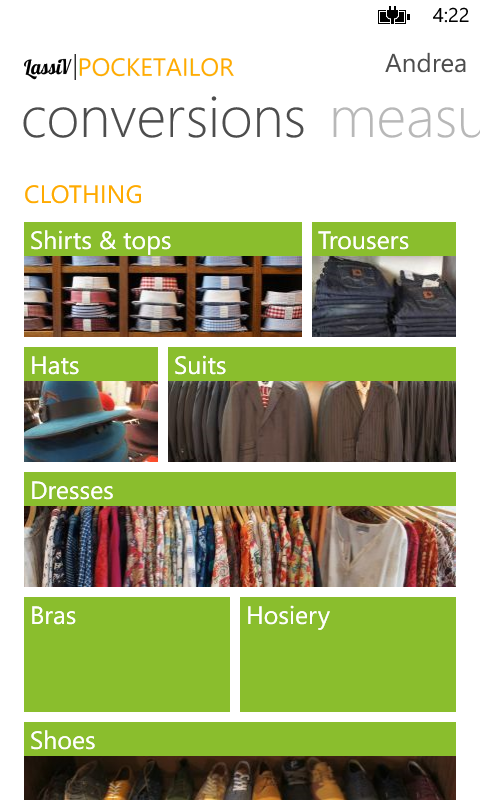 4:22
LassiV|POCKETAILOR
Andrea
conversions measu
CLOTHING
Shirts & tops
Trousers
Hats
Suits
Dresses
Bras
Hosiery
Shoes